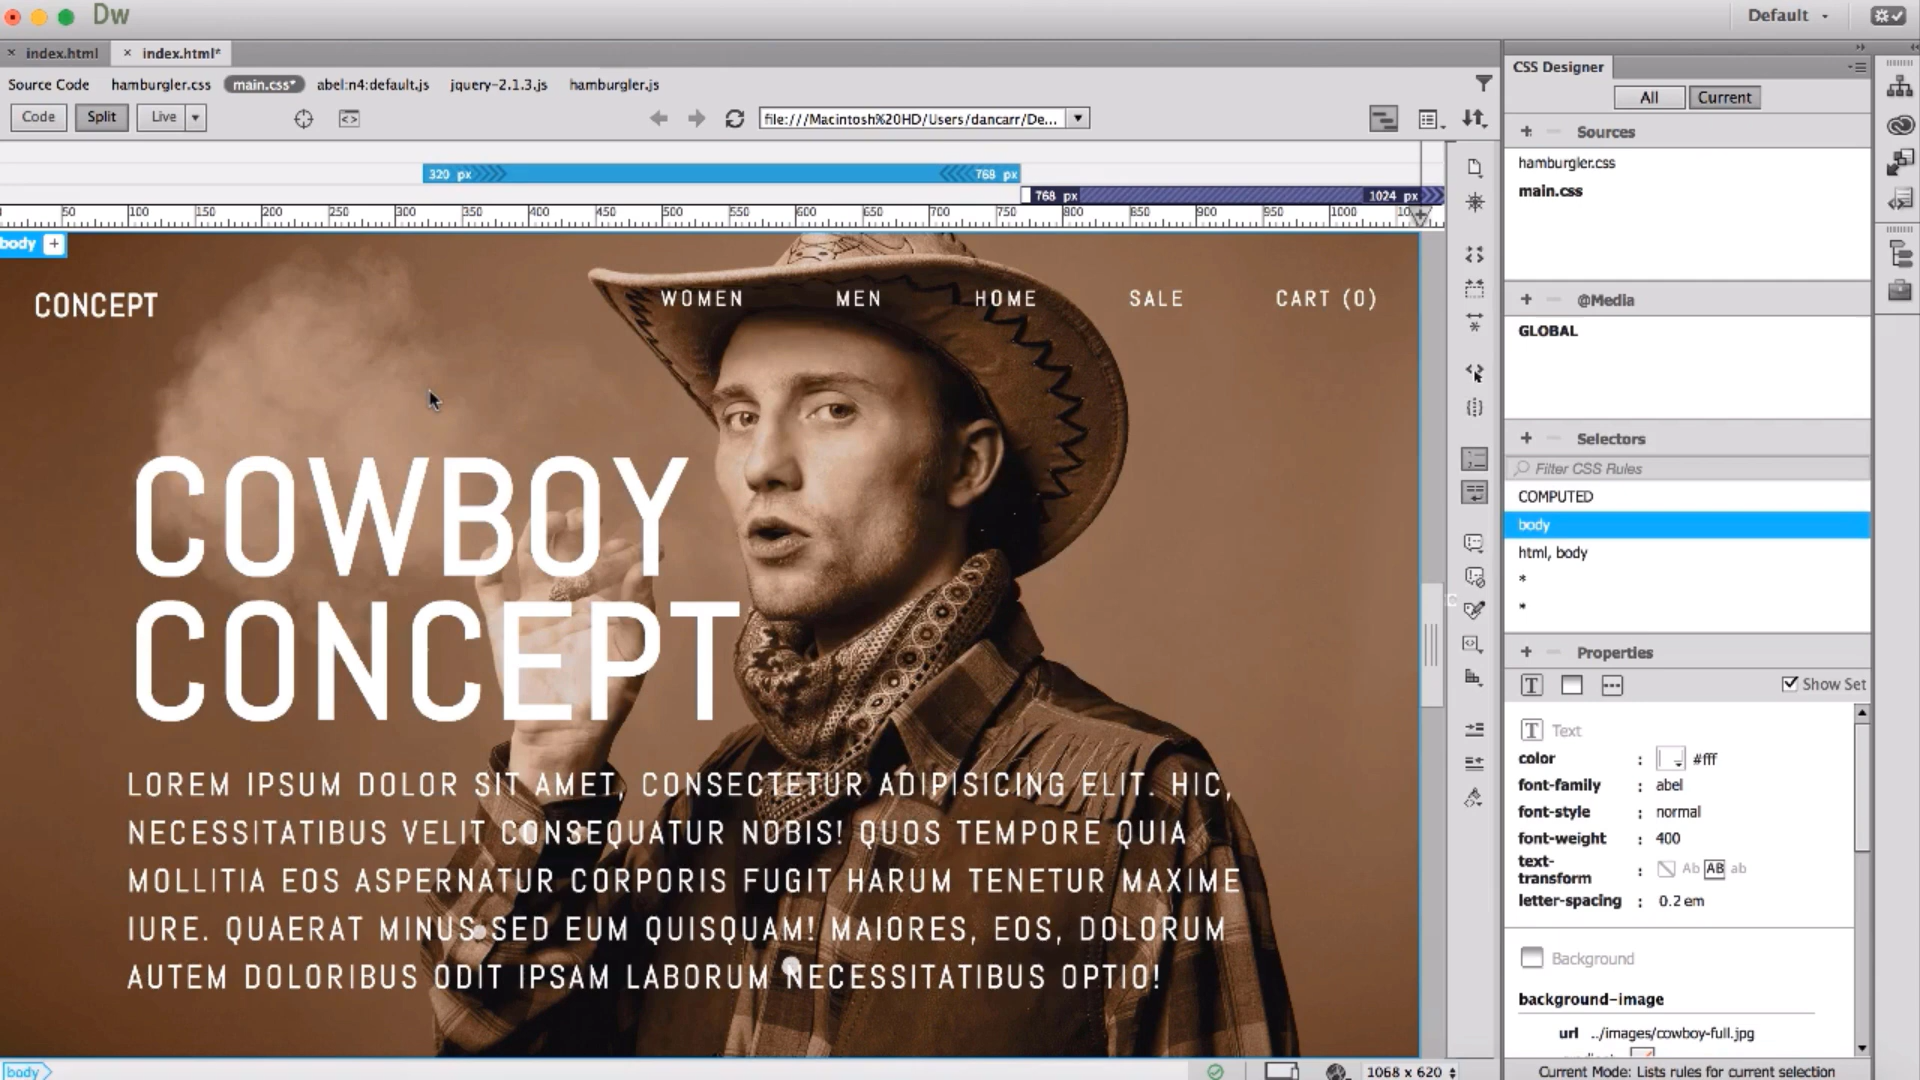 Dw
Default
index.html
index.html*
Source Code
hamburgler.css
main.css*
abel:n4:default.js
jquery-2.1.3.js
hamburgler.js
Code
Split
Live
file:///Macintosh%20HD/Users/dancarr/De...
320 px
768 px
768 px
1024 px
50 100 150 200 250 300 350 400 450 500 550 600 650 700 750 800 850 900 950 1000
body +
CONCEPT
WOMEN MEN HOME SALE CART (0)
COWBOY
CONCEPT
LOREM IPSUM DOLOR SIT AMET, CONSECTETUR ADIPISICING ELIT. HIC,
NECESSITATIBUS VELIT CONSEQUATUR NOBIS! QUOS TEMPORE QUIA
MOLLITIA EOS ASPERNATUR CORPORIS FUGIT HARUM TENETUR MAXIME
IURE. QUAERAT MINUS SED EUM QUISQUAM! MAIORES, EOS, DOLORUM
AUTEM DOLORIBUS ODIT IPSAM LABORUM NECESSITATIBUS OPTIO!
body
1068 x 620
CSS Designer
All
Current
+ Sources
hamburgler.css
main.css
+ @Media
GLOBAL
+ Selectors
Filter CSS Rules
COMPUTED
body
html, body
*
*
+ Properties
T
Show Set
T Text
color : #fff
font-family : abel
font-style : normal
font-weight : 400
text-
transform : Ab AB ab
letter-spacing : 0.2 em
Background
background-image
url ../images/cowboy-full.jpg
Current Mode: Lists rules for current selection